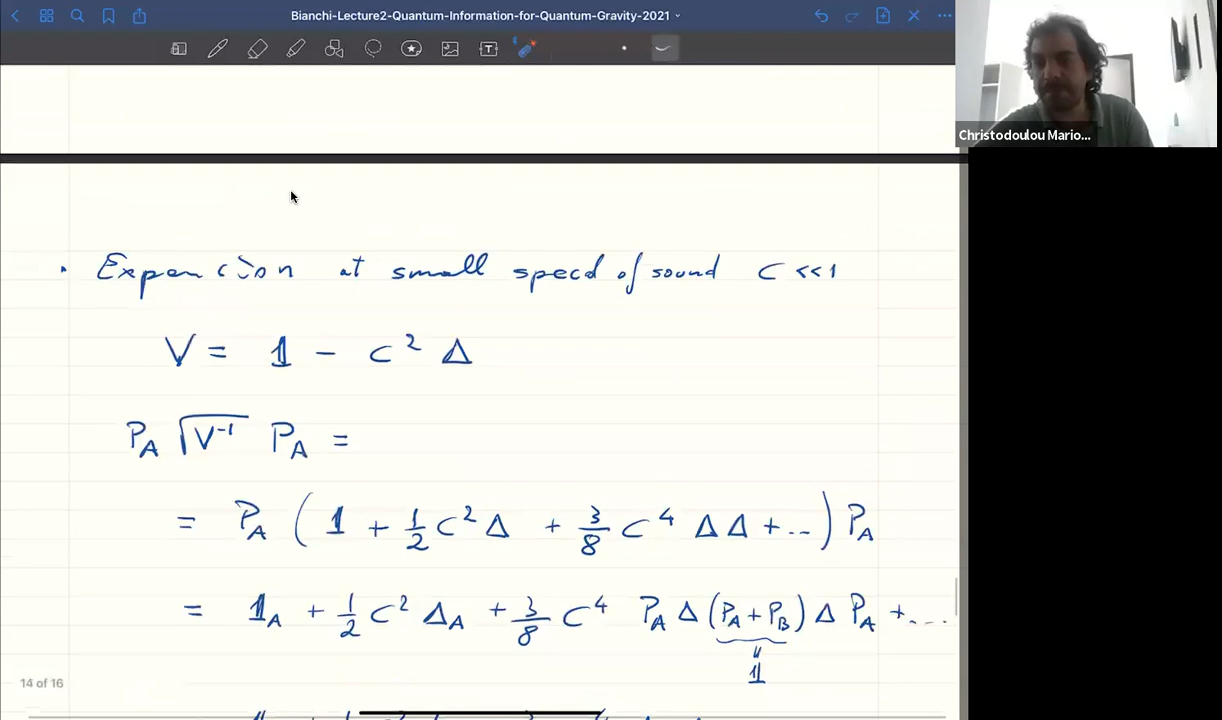 Bianchi-Lecture2-Quantum-Information-for-Quantum-Gravity-2021
Christodoulou Mario...
· Expansion at small speed of sound C <<1
V = 𝟙 - C² Δ
P_A √V⁻¹ P_A =
= P_A ( 𝟙 + 1/2 C² Δ + 3/8 C⁴ Δ Δ + ... ) P_A
= 𝟙_A + 1/2 C² Δ_A + 3/8 C⁴ P_A Δ (P_A + P_B) Δ P_A + ....
𝟙
14 of 16